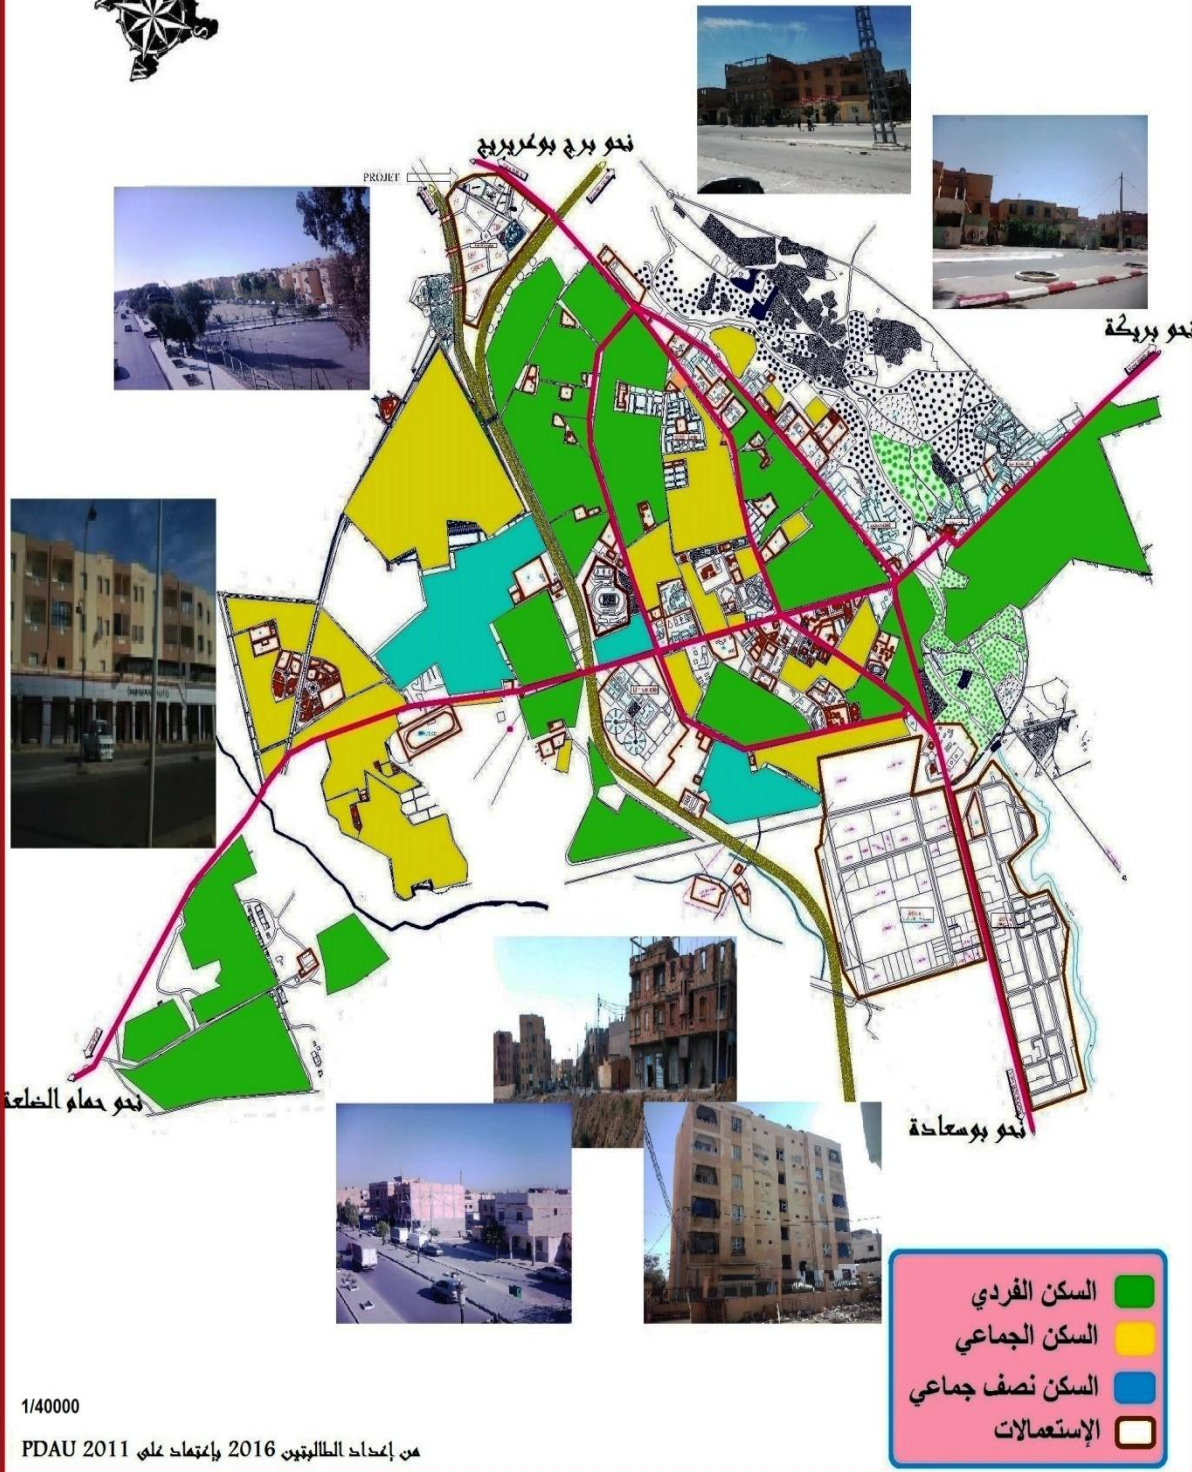 نحو برج بوعريريج
PROJET
نحو بريكة
نحو حمام الضلعة
نحو بوسعادة
السكن الفردي
السكن الجماعي
السكن نصف جماعي
الإستعمالات
1/40000
من إعداد الطالبتين 2016 بإعتماد على PDAU 2011